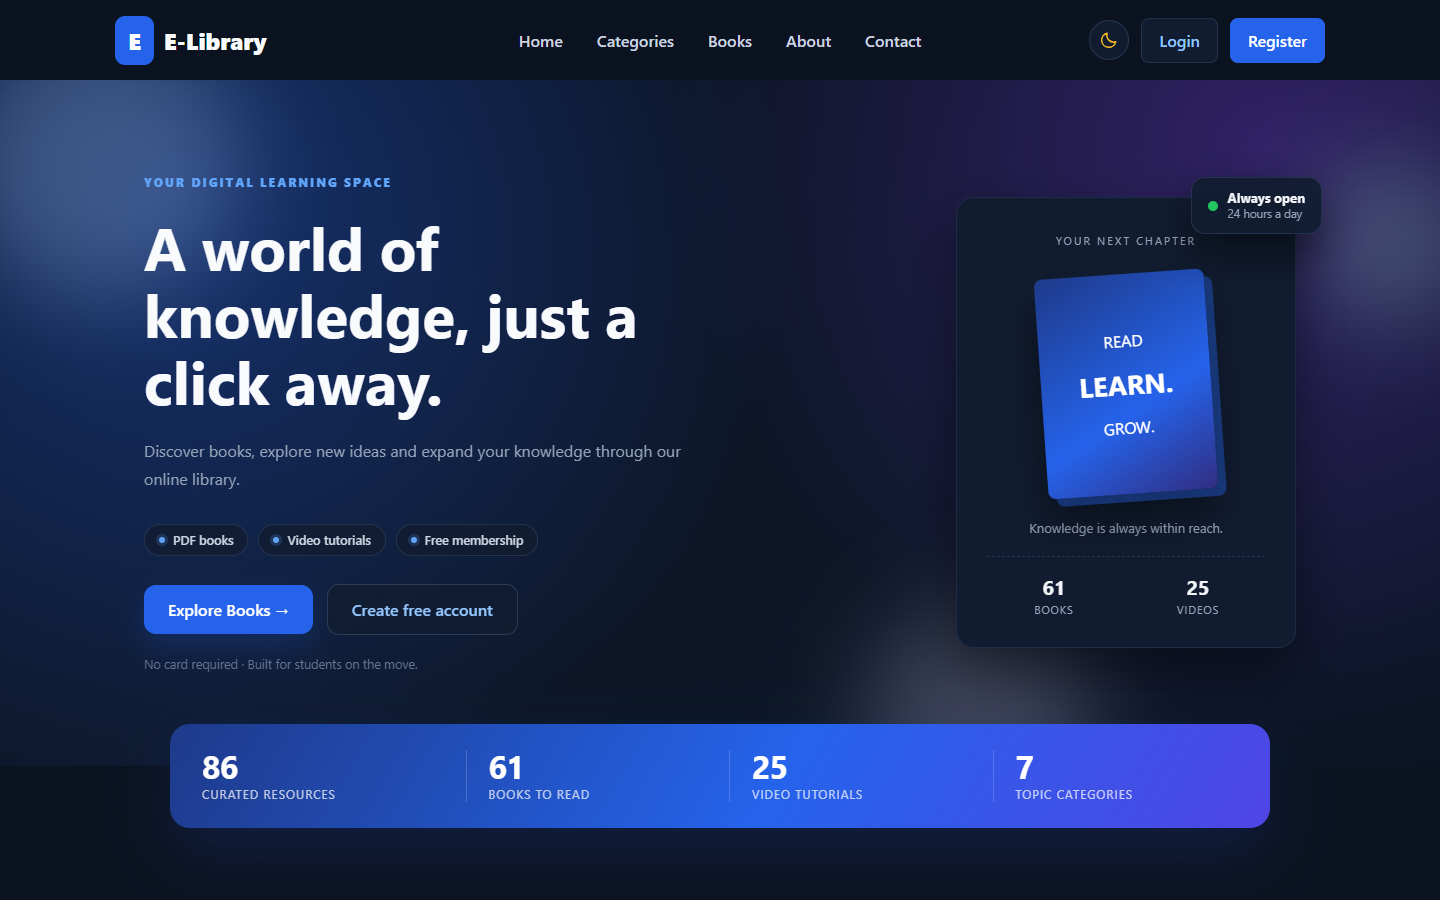 E E-Library
Home Categories Books About Contact
Login Register
YOUR DIGITAL LEARNING SPACE
A world of
knowledge, just a
click away.
Discover books, explore new ideas and expand your knowledge through our
online library.
PDF books Video tutorials Free membership
Explore Books → Create free account
No card required · Built for students on the move.
Always open
24 hours a day
YOUR NEXT CHAPTER
READ
LEARN.
GROW.
Knowledge is always within reach.
61 25
BOOKS VIDEOS
86 61 25 7
CURATED RESOURCES BOOKS TO READ VIDEO TUTORIALS TOPIC CATEGORIES